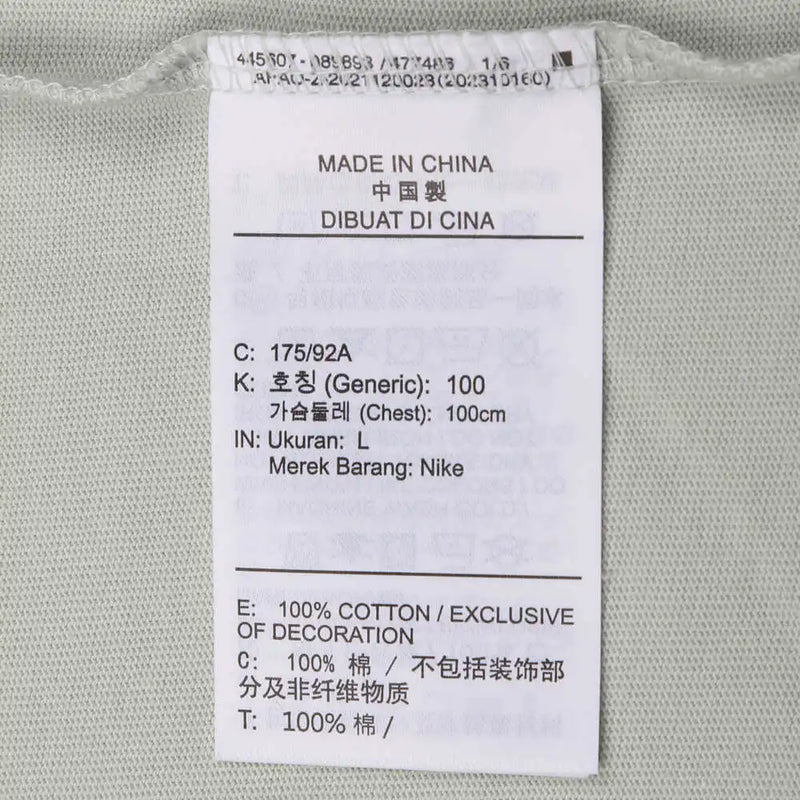 MADE IN CHINA
中国製
DIBUAT DI CINA
C: 175/92A
K: 호칭 (Generic): 100
가슴둘레 (Chest): 100cm
IN: Ukuran: L
Merek Barang: Nike
E: 100% COTTON / EXCLUSIVE
OF DECORATION
C: 100% 棉 / 不包括装饰部
分及非纤维物质
T: 100% 棉 /